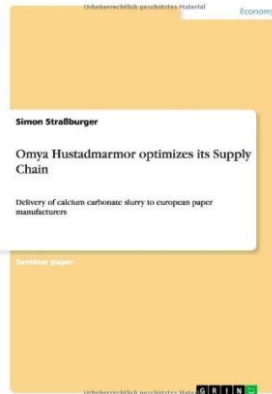 Urheberrechtlich geschütztes Material
Economy
Simon Straßburger
Omya Hustadmarmor optimizes its Supply
Chain
Delivery of calcium carbonate slurry to european paper
manufacturers
Seminar paper
Urheberrechtlich geschütztes Material
GRIN